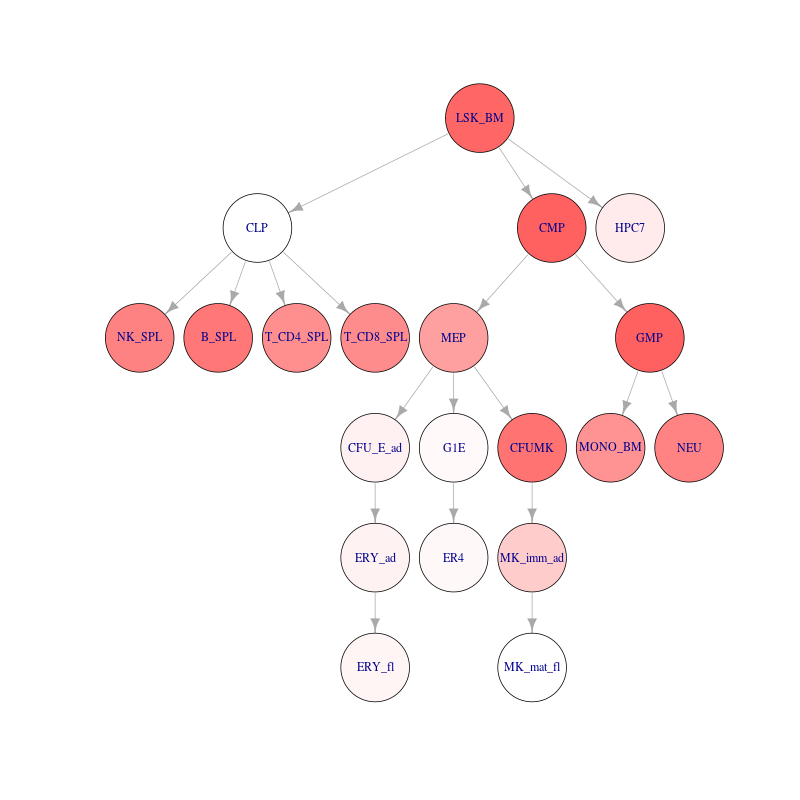 LSK_BM
CLP
CMP
HPC7
NK_SPL
B_SPL
T_CD4_SPL
T_CD8_SPL
MEP
GMP
CFU_E_ad
G1E
CFUMK
MONO_BM
NEU
ERY_ad
ER4
MK_imm_ad
ERY_fl
MK_mat_fl